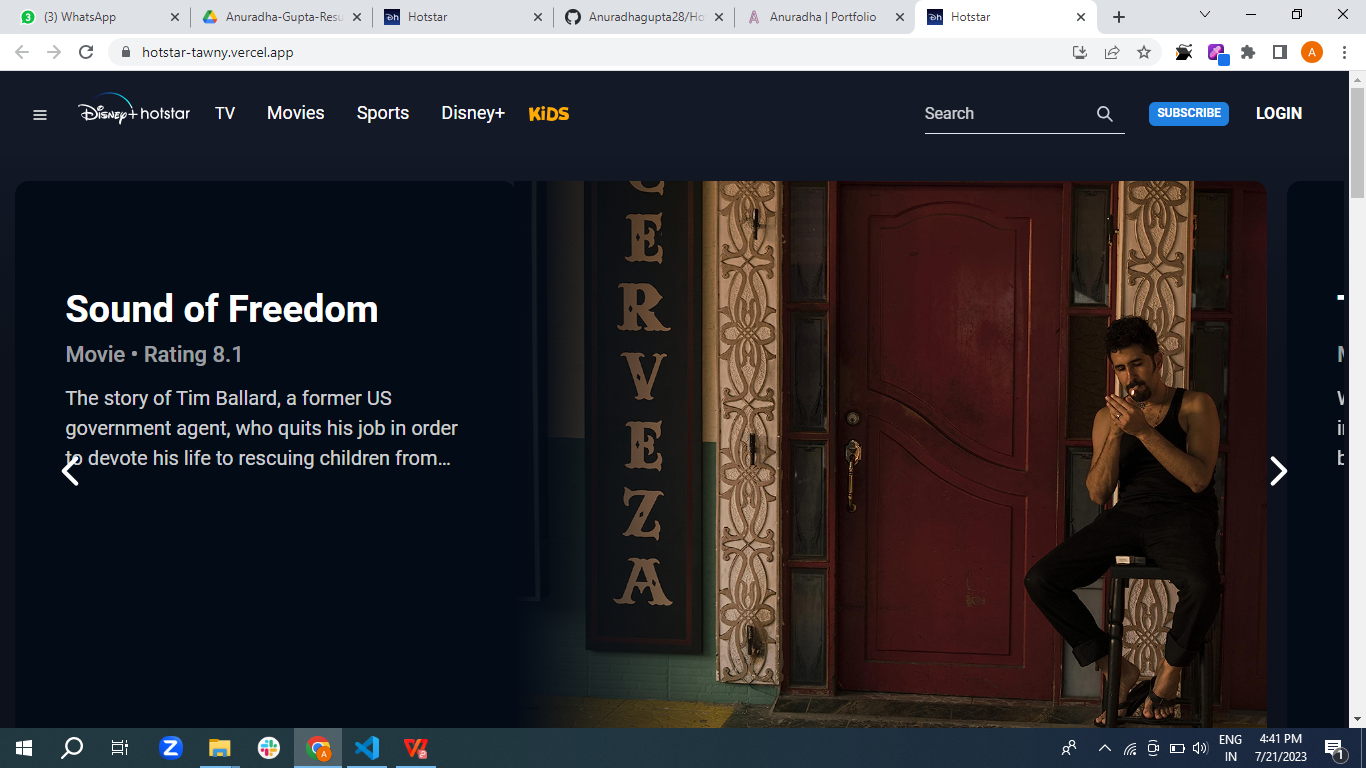 (3) WhatsApp
Anuradha-Gupta-Resu
Hotstar
Anuradhagupta28/Ho
Anuradha | Portfolio
Hotstar
hotstar-tawny.vercel.app
A
Disney+ hotstar
TV
Movies
Sports
Disney+
KiDS
Search
SUBSCRIBE
LOGIN
Sound of Freedom
Movie • Rating 8.1
The story of Tim Ballard, a former US
government agent, who quits his job in order
to devote his life to rescuing children from...
CERVEZA
ENG
IN
4:41 PM
7/21/2023
1